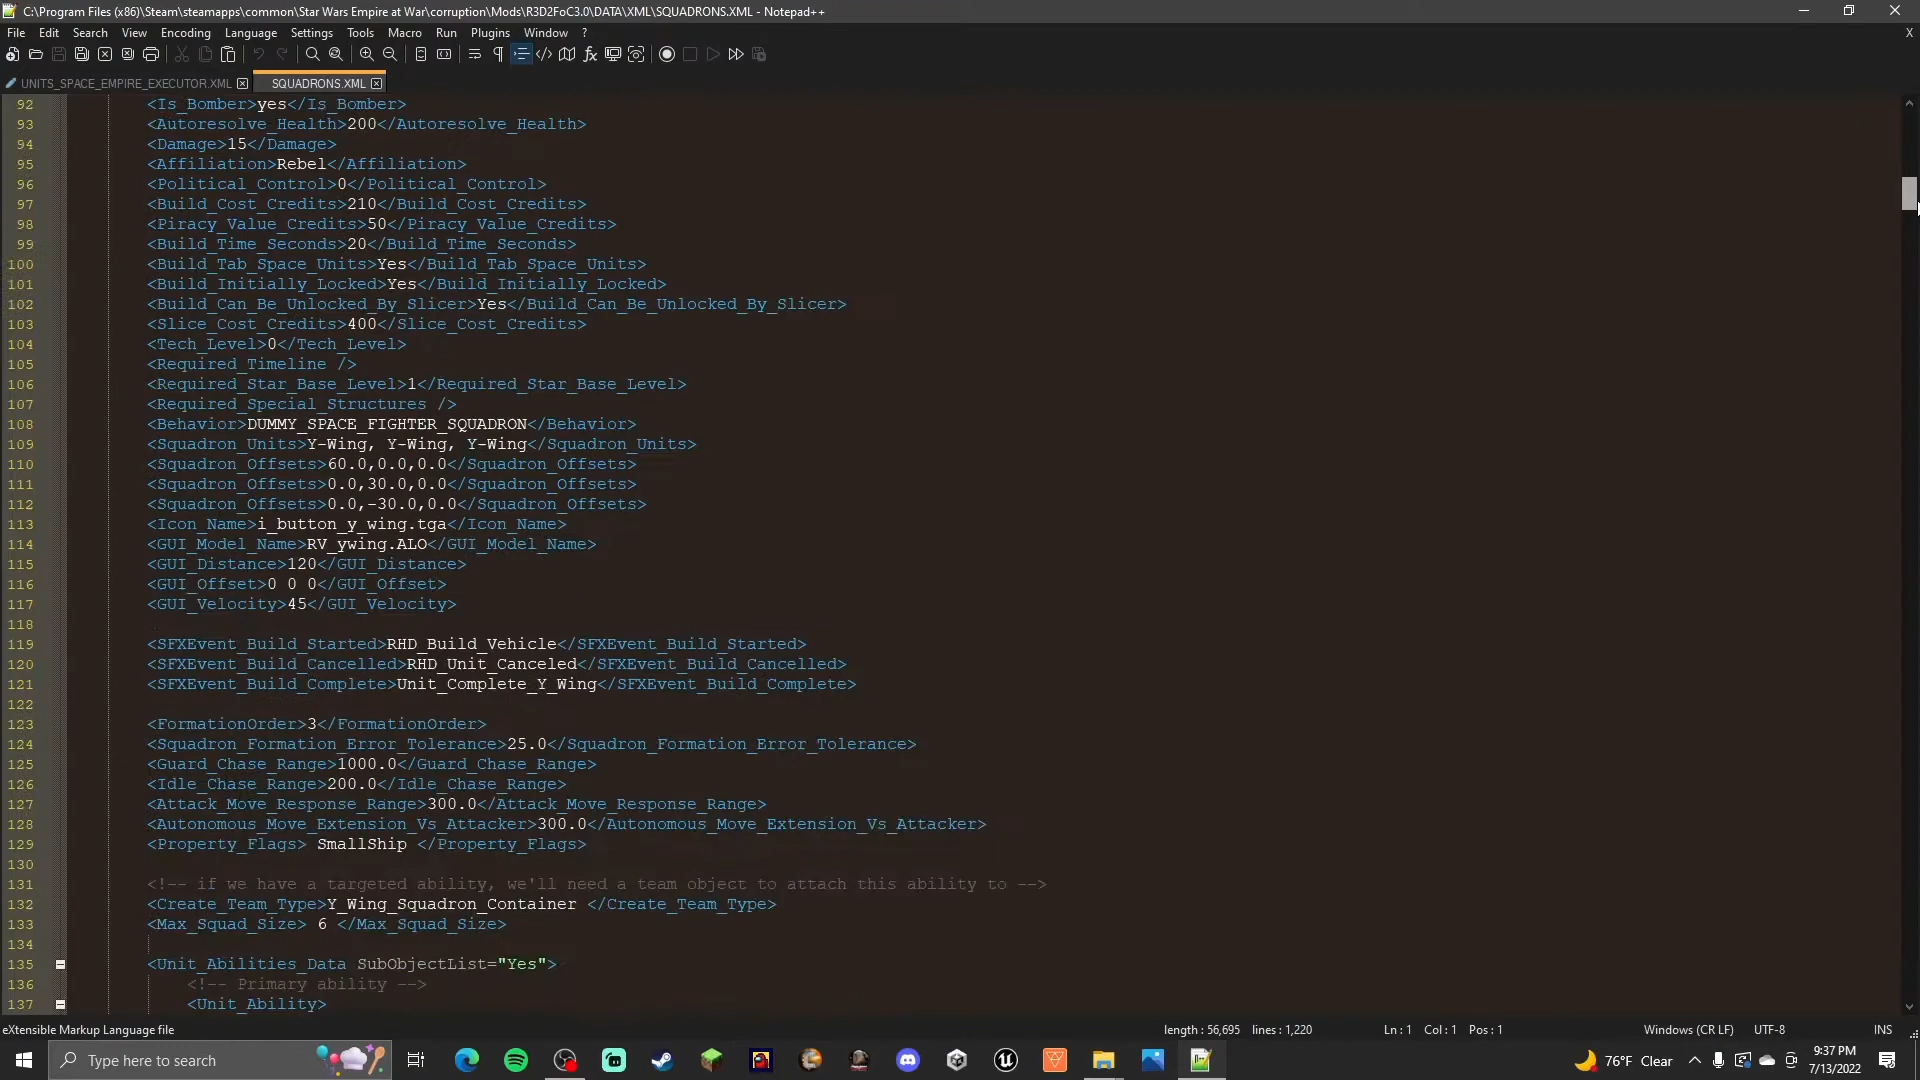 C:\Program Files (x86)\Steam\steamapps\common\Star Wars Empire at War\corruption\Mods\R3D2FoC3.0\DATA\XML\SQUADRONS.XML - Notepad++
File Edit Search View Encoding Language Settings Tools Macro Run Plugins Window ? X
UNITS_SPACE_EMPIRE_EXECUTOR.XML SQUADRONS.XML
92 <Is_Bomber>yes</Is_Bomber>
93 <Autoresolve_Health>200</Autoresolve_Health>
94 <Damage>15</Damage>
95 <Affiliation>Rebel</Affiliation>
96 <Political_Control>0</Political_Control>
97 <Build_Cost_Credits>210</Build_Cost_Credits>
98 <Piracy_Value_Credits>50</Piracy_Value_Credits>
99 <Build_Time_Seconds>20</Build_Time_Seconds>
100 <Build_Tab_Space_Units>Yes</Build_Tab_Space_Units>
101 <Build_Initially_Locked>Yes</Build_Initially_Locked>
102 <Build_Can_Be_Unlocked_By_Slicer>Yes</Build_Can_Be_Unlocked_By_Slicer>
103 <Slice_Cost_Credits>400</Slice_Cost_Credits>
104 <Tech_Level>0</Tech_Level>
105 <Required_Timeline />
106 <Required_Star_Base_Level>1</Required_Star_Base_Level>
107 <Required_Special_Structures />
108 <Behavior>DUMMY_SPACE_FIGHTER_SQUADRON</Behavior>
109 <Squadron_Units>Y-Wing, Y-Wing, Y-Wing</Squadron_Units>
110 <Squadron_Offsets>60.0,0.0,0.0</Squadron_Offsets>
111 <Squadron_Offsets>0.0,30.0,0.0</Squadron_Offsets>
112 <Squadron_Offsets>0.0,-30.0,0.0</Squadron_Offsets>
113 <Icon_Name>i_button_y_wing.tga</Icon_Name>
114 <GUI_Model_Name>RV_ywing.ALO</GUI_Model_Name>
115 <GUI_Distance>120</GUI_Distance>
116 <GUI_Offset>0 0 0</GUI_Offset>
117 <GUI_Velocity>45</GUI_Velocity>
118
119 <SFXEvent_Build_Started>RHD_Build_Vehicle</SFXEvent_Build_Started>
120 <SFXEvent_Build_Cancelled>RHD_Unit_Canceled</SFXEvent_Build_Cancelled>
121 <SFXEvent_Build_Complete>Unit_Complete_Y_Wing</SFXEvent_Build_Complete>
122
123 <FormationOrder>3</FormationOrder>
124 <Squadron_Formation_Error_Tolerance>25.0</Squadron_Formation_Error_Tolerance>
125 <Guard_Chase_Range>1000.0</Guard_Chase_Range>
126 <Idle_Chase_Range>200.0</Idle_Chase_Range>
127 <Attack_Move_Response_Range>300.0</Attack_Move_Response_Range>
128 <Autonomous_Move_Extension_Vs_Attacker>300.0</Autonomous_Move_Extension_Vs_Attacker>
129 <Property_Flags> SmallShip </Property_Flags>
130
131 <!-- if we have a targeted ability, we'll need a team object to attach this ability to -->
132 <Create_Team_Type>Y_Wing_Squadron_Container </Create_Team_Type>
133 <Max_Squad_Size> 6 </Max_Squad_Size>
134
135 <Unit_Abilities_Data SubObjectList="Yes">
136 <!-- Primary ability -->
137 <Unit_Ability>
eXtensible Markup Language file length : 56,695 lines : 1,220 Ln : 1 Col : 1 Pos : 1 Windows (CR LF) UTF-8 INS
Type here to search 76°F Clear 9:37 PM
7/13/2022